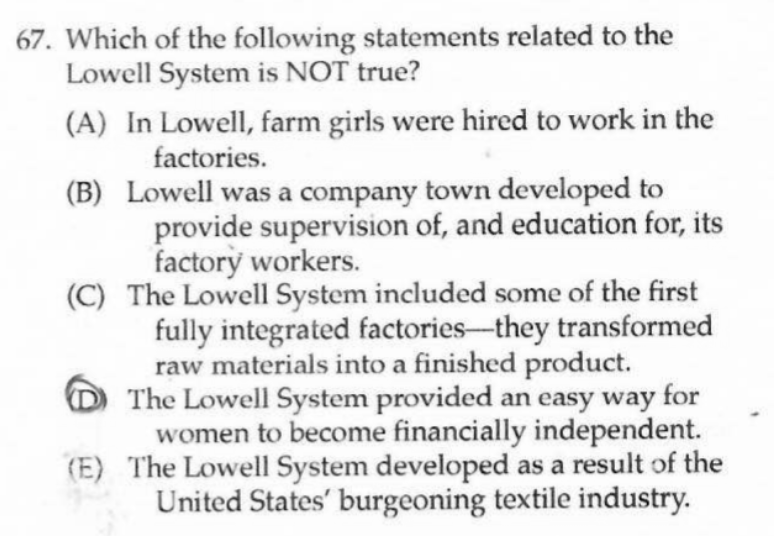 67. Which of the following statements related to the
Lowell System is NOT true?
(A) In Lowell, farm girls were hired to work in the
factories.
(B) Lowell was a company town developed to
provide supervision of, and education for, its
factory workers.
(C) The Lowell System included some of the first
fully integrated factories—they transformed
raw materials into a finished product.
(D) The Lowell System provided an easy way for
women to become financially independent.
(E) The Lowell System developed as a result of the
United States' burgeoning textile industry.